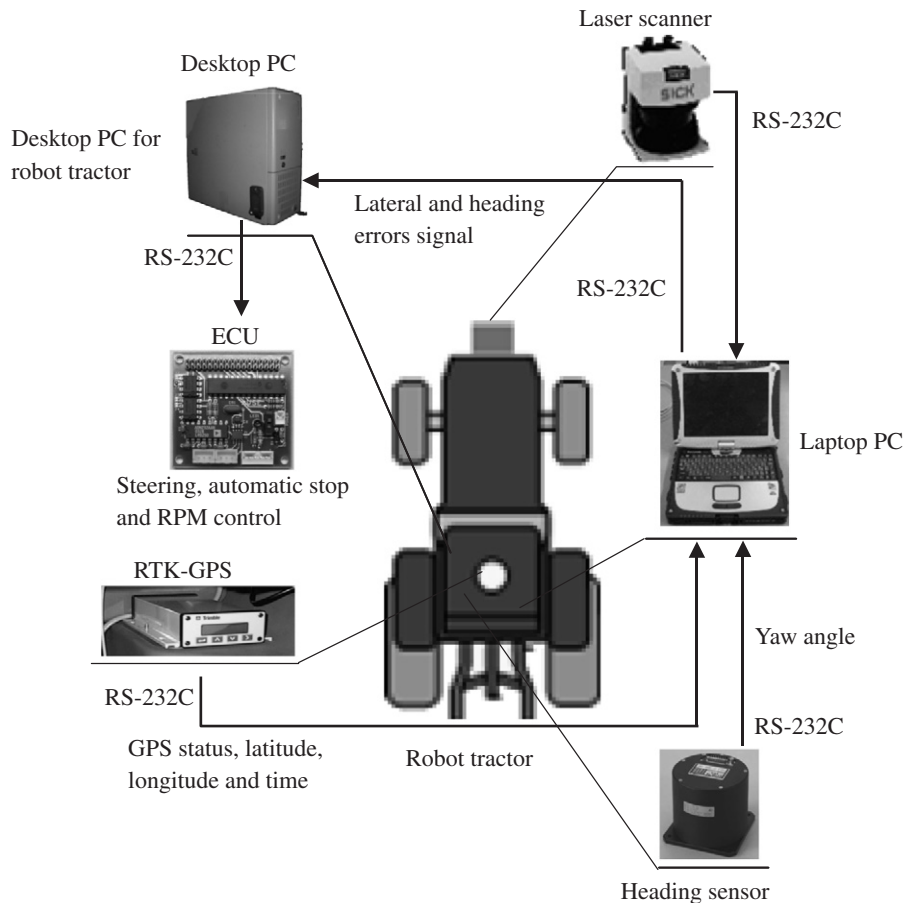 Laser scanner
SICK
Desktop PC
RS-232C
Desktop PC for
robot tractor
Lateral and heading
errors signal
RS-232C
RS-232C
ECU
Laptop PC
Steering, automatic stop
and RPM control
RTK-GPS
Trimble
Yaw angle
RS-232C
RS-232C
GPS status, latitude,
longitude and time
Robot tractor
Heading sensor